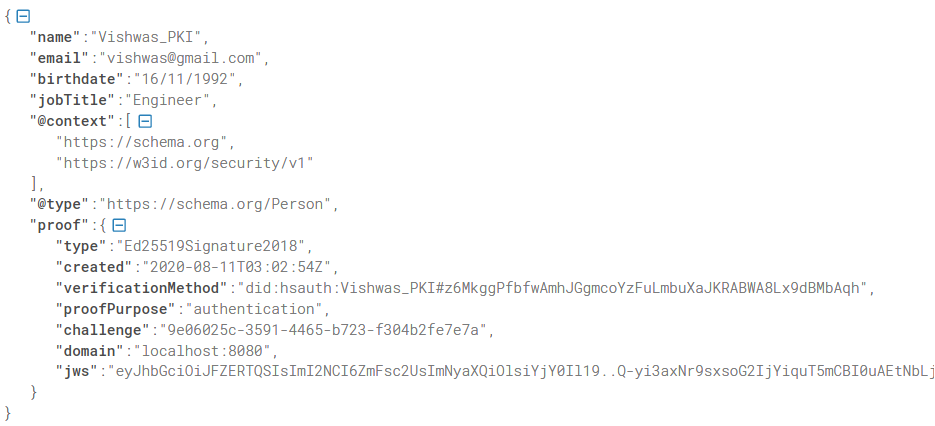 {
"name":"Vishwas_PKI",
"email":"vishwas@gmail.com",
"birthdate":"16/11/1992",
"jobTitle":"Engineer",
"@context":[
"https://schema.org",
"https://w3id.org/security/v1"
],
"@type":"https://schema.org/Person",
"proof":{
"type":"Ed25519Signature2018",
"created":"2020-08-11T03:02:54Z",
"verificationMethod":"did:hsauth:Vishwas_PKI#z6MkggPfbfwAmhJGgmcoYzFuLmbuXaJKRABWA8Lx9dBMbAqh",
"proofPurpose":"authentication",
"challenge":"9e06025c-3591-4465-b723-f304b2fe7e7a",
"domain":"localhost:8080",
"jws":"eyJhbGciOiJFZERTQSIsImI2NCI6ZmFsc2UsImNyaXQiOlsiYjY0Il19..Q-yi3axNr9sxsoG2IjYiquT5mCBI0uAEtNbLj
}
}